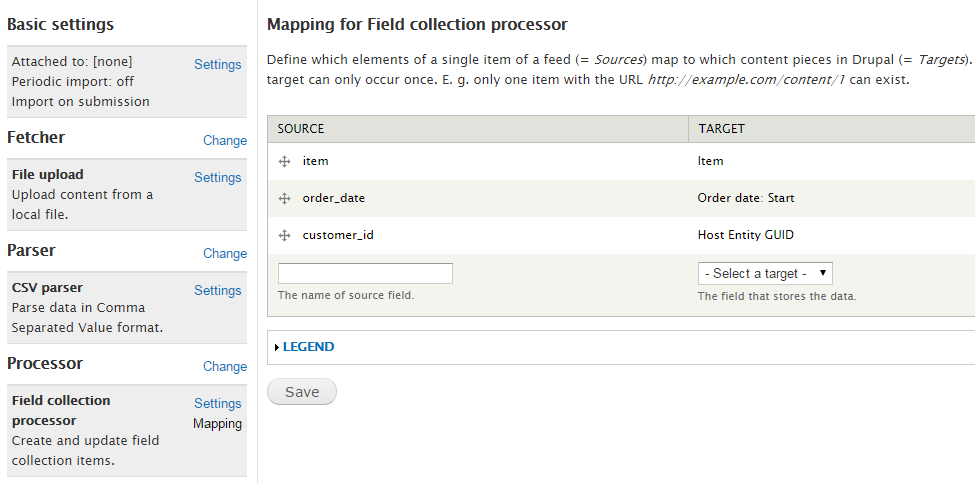 Basic settings
Attached to: [none]
Settings
Periodic import: off
Import on submission
Fetcher
Change
File upload
Settings
Upload content from a
local file.
Parser
Change
CSV parser
Settings
Parse data in Comma
Separated Value format.
Processor
Change
Field collection
processor
Settings
Mapping
Create and update field
collection items.
Mapping for Field collection processor
Define which elements of a single item of a feed (= Sources) map to which content pieces in Drupal (= Targets).
target can only occur once. E. g. only one item with the URL http://example.com/content/1 can exist.
SOURCE
TARGET
item
Item
order_date
Order date: Start
customer_id
Host Entity GUID
- Select a target -
The name of source field.
The field that stores the data.
LEGEND
Save